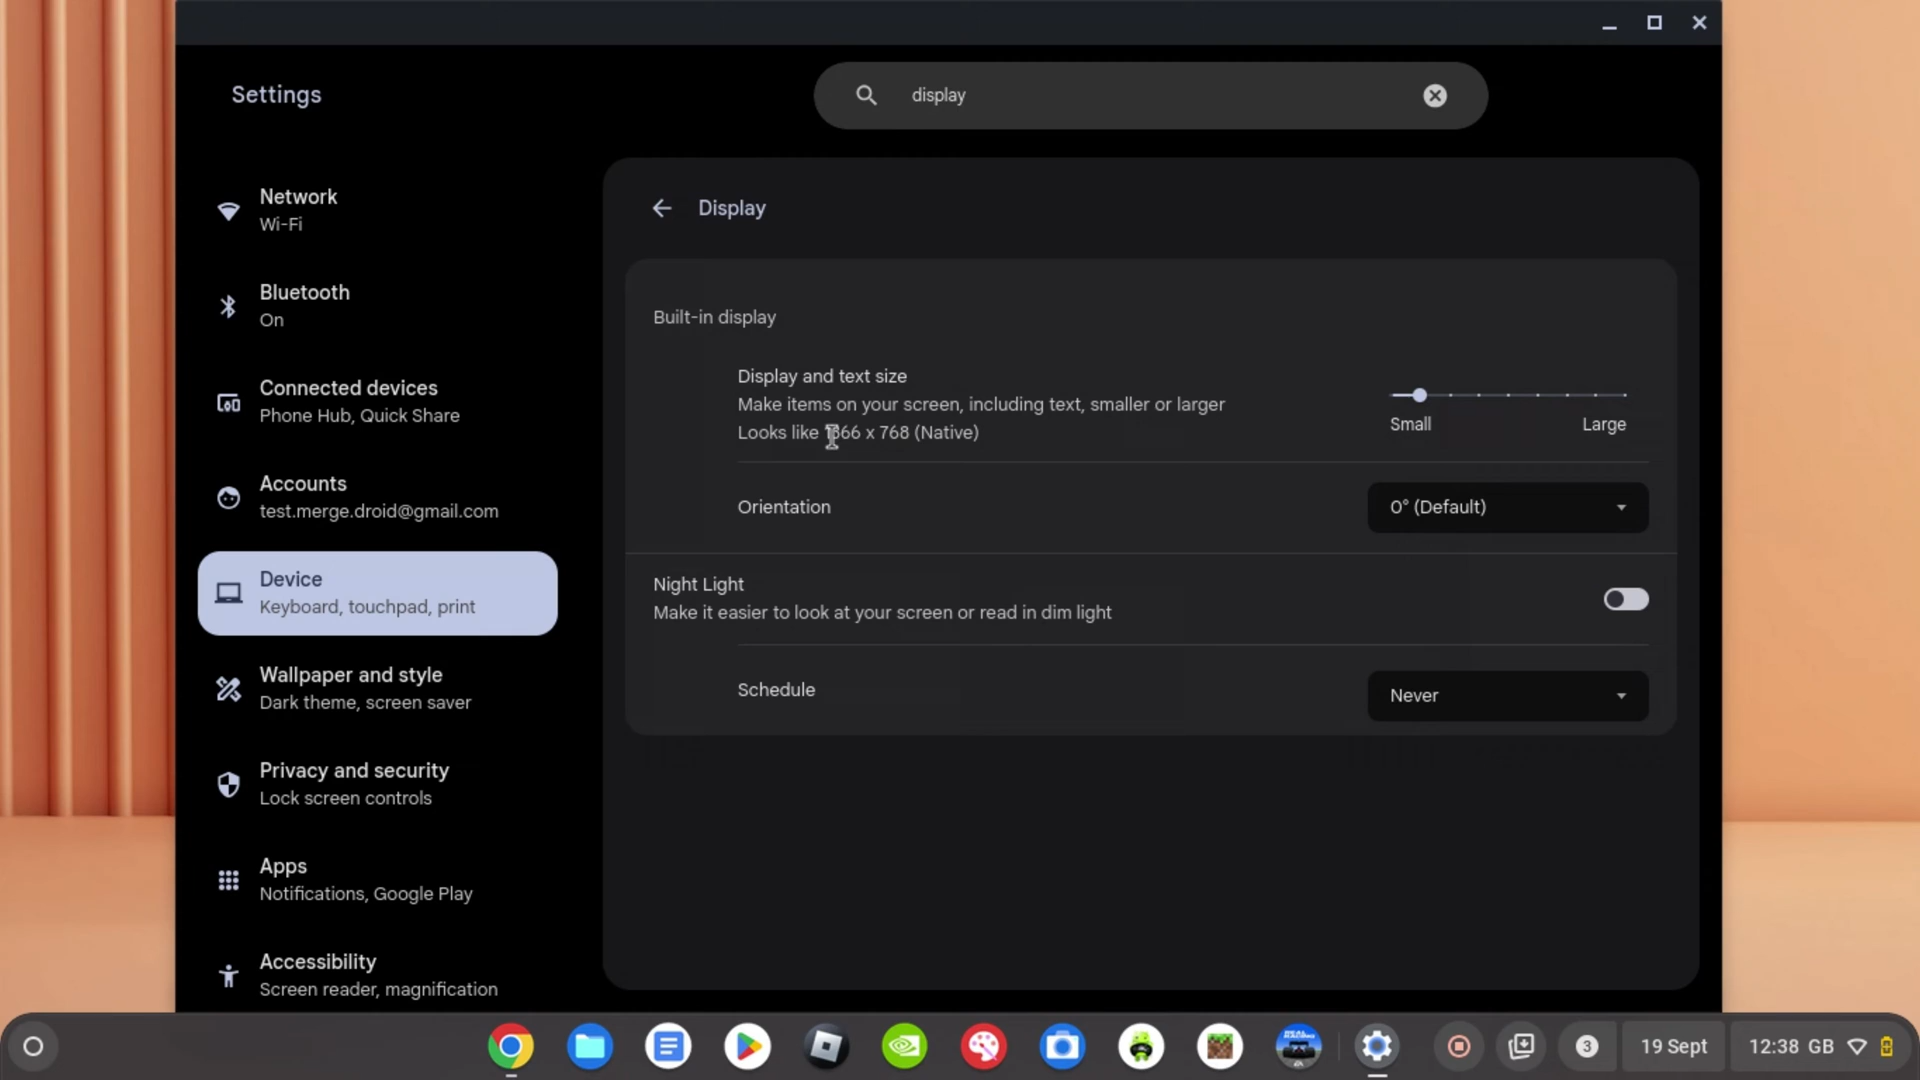 Settings
display
Network
Wi-Fi
Bluetooth
On
Connected devices
Phone Hub, Quick Share
Accounts
test.merge.droid@gmail.com
Device
Keyboard, touchpad, print
Wallpaper and style
Dark theme, screen saver
Privacy and security
Lock screen controls
Apps
Notifications, Google Play
Accessibility
Screen reader, magnification
Display
Built-in display
Display and text size
Make items on your screen, including text, smaller or larger
Looks like 1366 x 768 (Native)
Small
Large
Orientation
0° (Default)
Night Light
Make it easier to look at your screen or read in dim light
Schedule
Never
REAL
3
19 Sept
12:38 GB